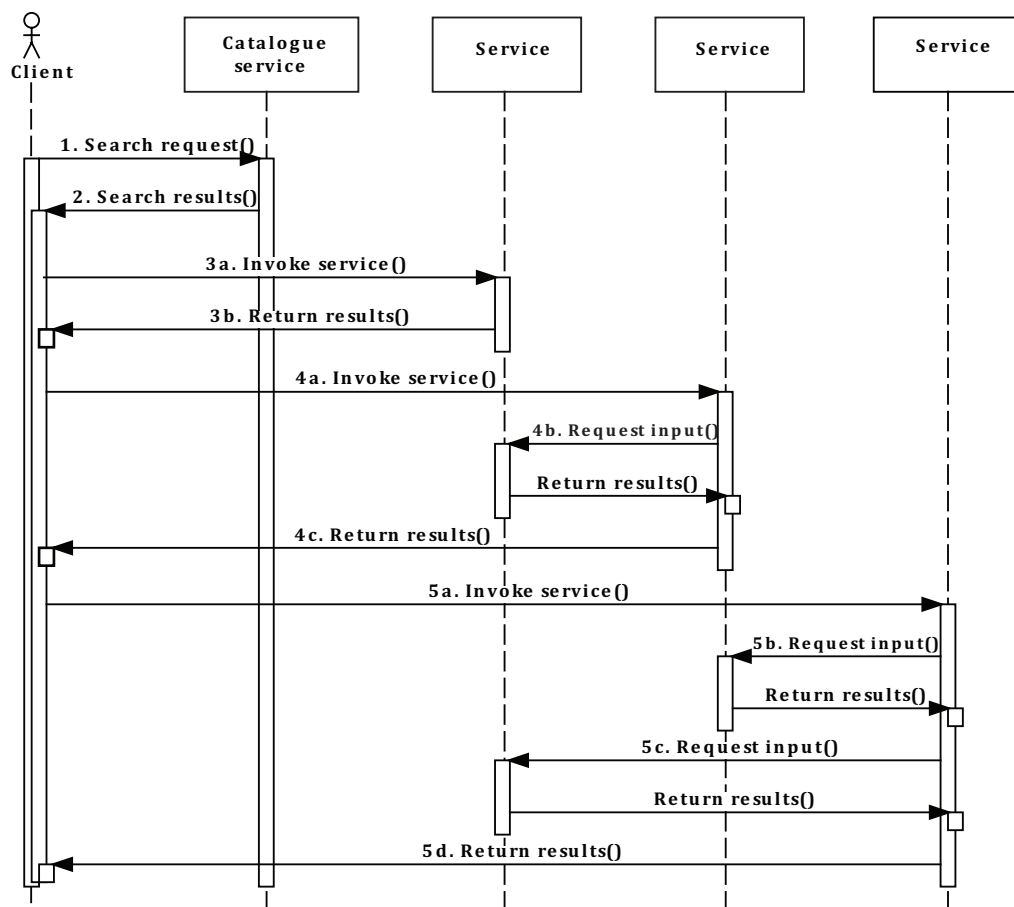 Client
Catalogue
service
Service
Service
Service
1. Search request()
2. Search results()
3a. Invoke service()
3b. Return results()
4a. Invoke service()
4b. Request input()
Return results()
4c. Return results()
5a. Invoke service()
5b. Request input()
Return results()
5c. Request input()
Return results()
5d. Return results()